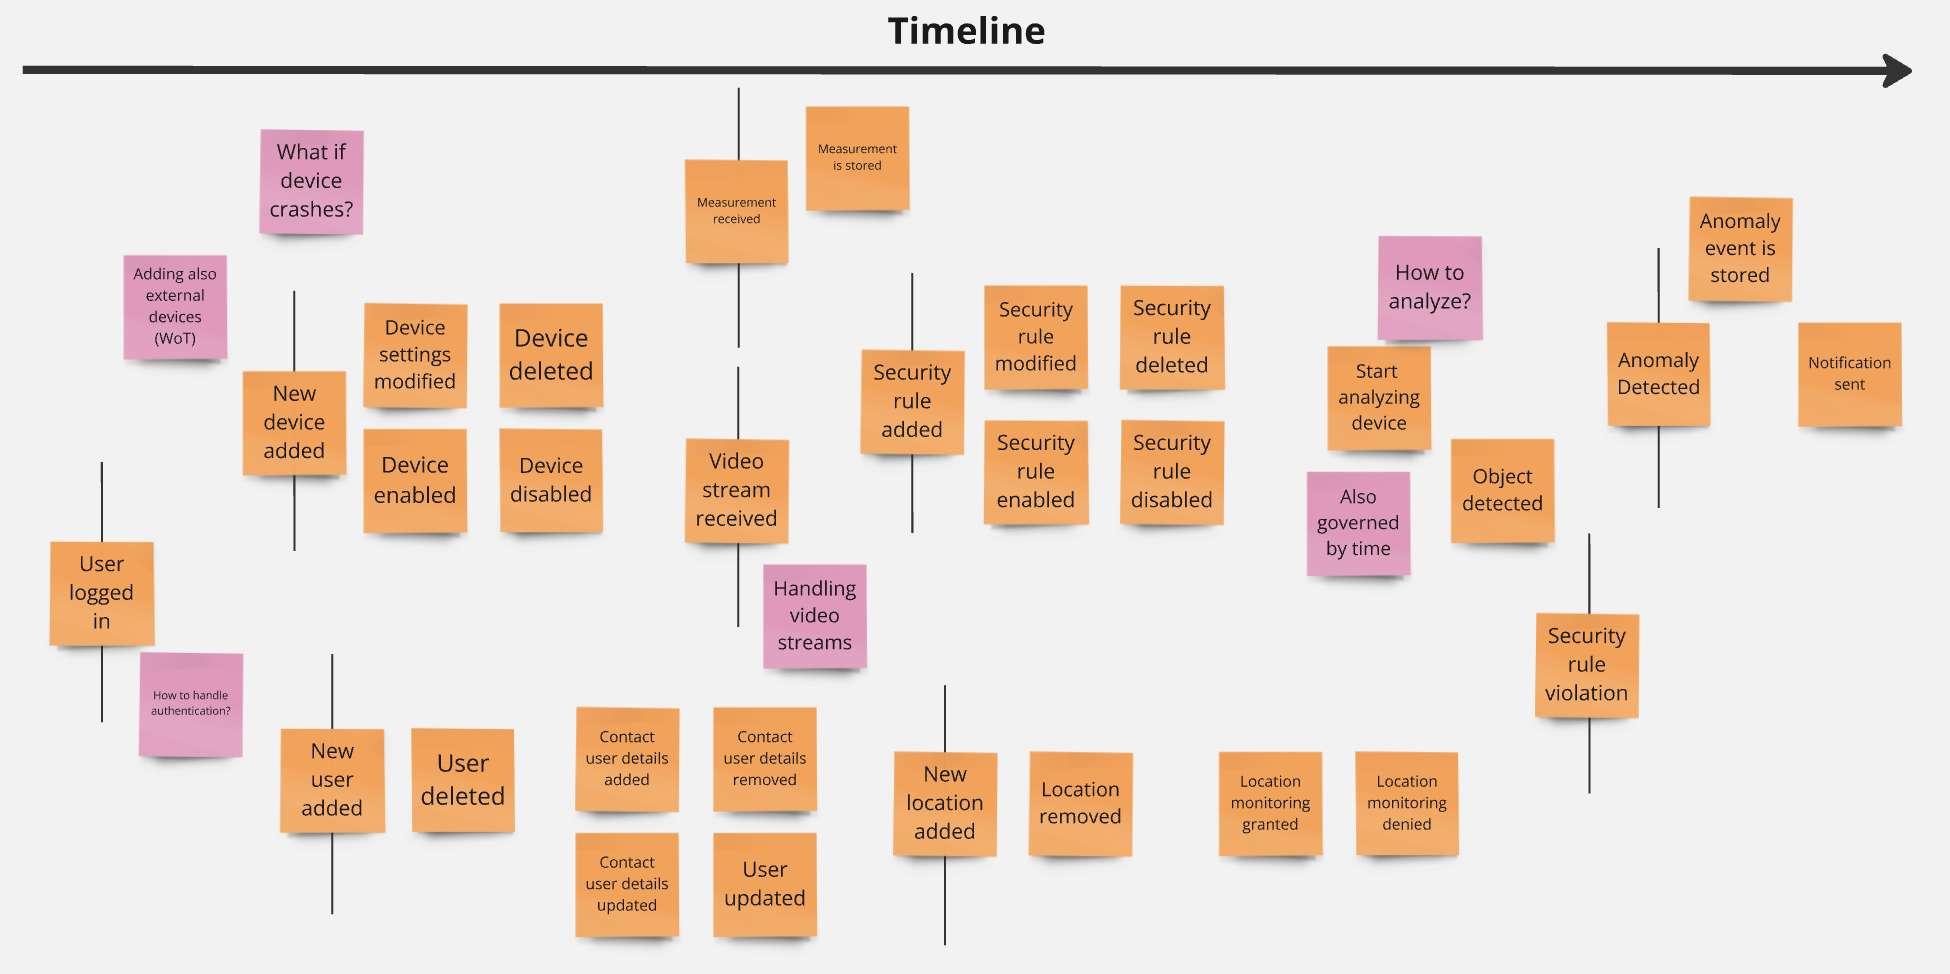 Timeline
What if
device
crashes?
Adding also
external
devices
(WoT)
New
device
added
Device
settings
modified
Device
deleted
Device
enabled
Device
disabled
User
logged
in
How to handle
authentication?
New
user
added
User
deleted
Contact
user details
added
Contact
user details
removed
Contact
user details
updated
User
updated
Measurement
received
Measurement
is stored
Video
stream
received
Handling
video
streams
Security
rule
added
Security
rule
modified
Security
rule
deleted
Security
rule
enabled
Security
rule
disabled
New
location
added
Location
removed
Location
monitoring
granted
Location
monitoring
denied
How to
analyze?
Start
analyzing
device
Also
governed
by time
Object
detected
Security
rule
violation
Anomaly
Detected
Anomaly
event is
stored
Notification
sent